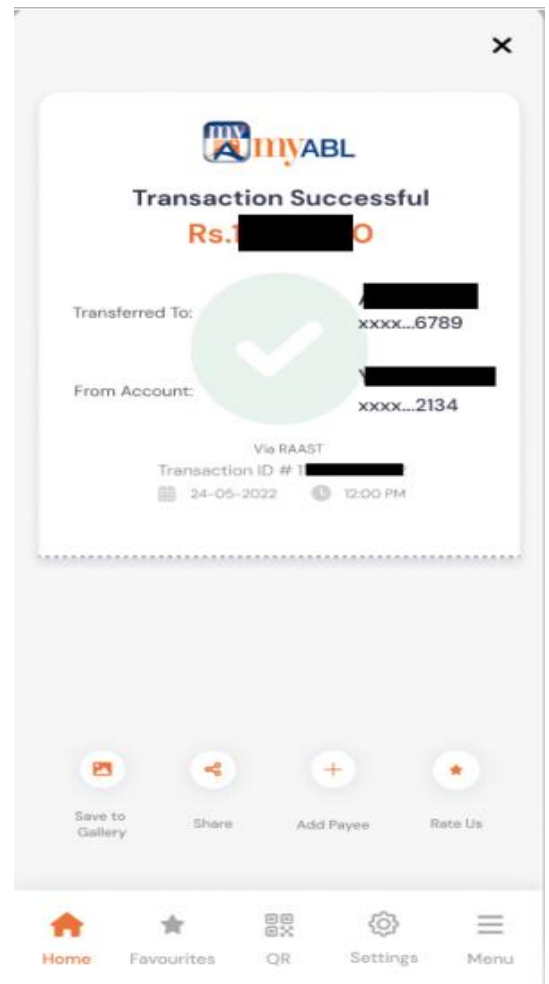 my
A myABL
Transaction Successful
Rs.1
Transferred To:
xxxx...6789
From Account:
xxxx...2134
Via RAAST
Transaction ID # 1
24-05-2022 12:00 PM
Save to
Gallery
Share
Add Payee
Rate Us
Home
Favourites
QR
Settings
Menu